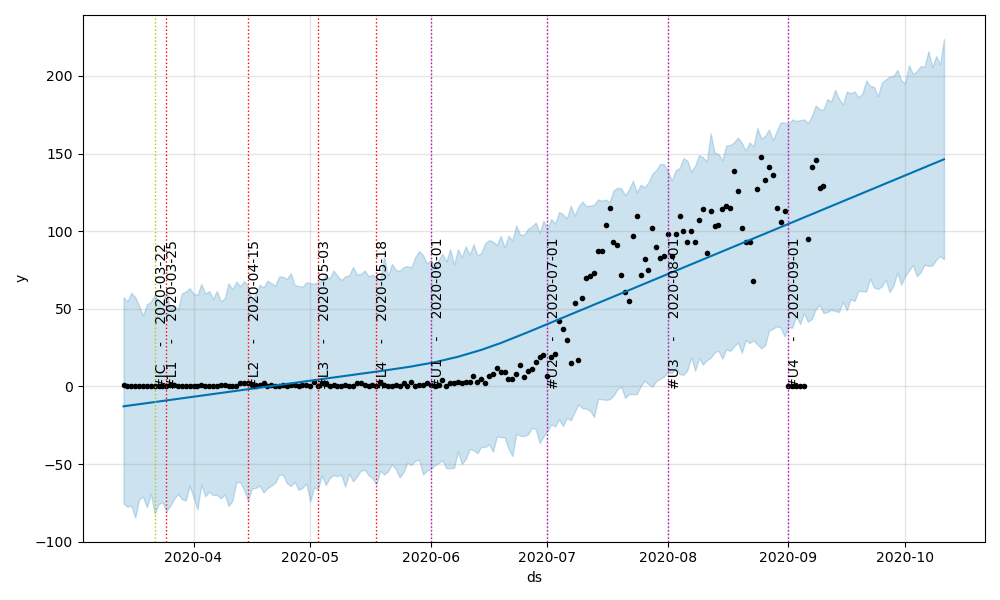 y
200
150
100
50
0
−50
−100
#JC - 2020-03-22
#L1 - 2020-03-25
#L2 - 2020-04-15
#L3 - 2020-05-03
#L4 - 2020-05-18
#U1 - 2020-06-01
#U2 - 2020-07-01
#U3 - 2020-08-01
#U4 - 2020-09-01
2020-04
2020-05
2020-06
2020-07
2020-08
2020-09
2020-10
ds